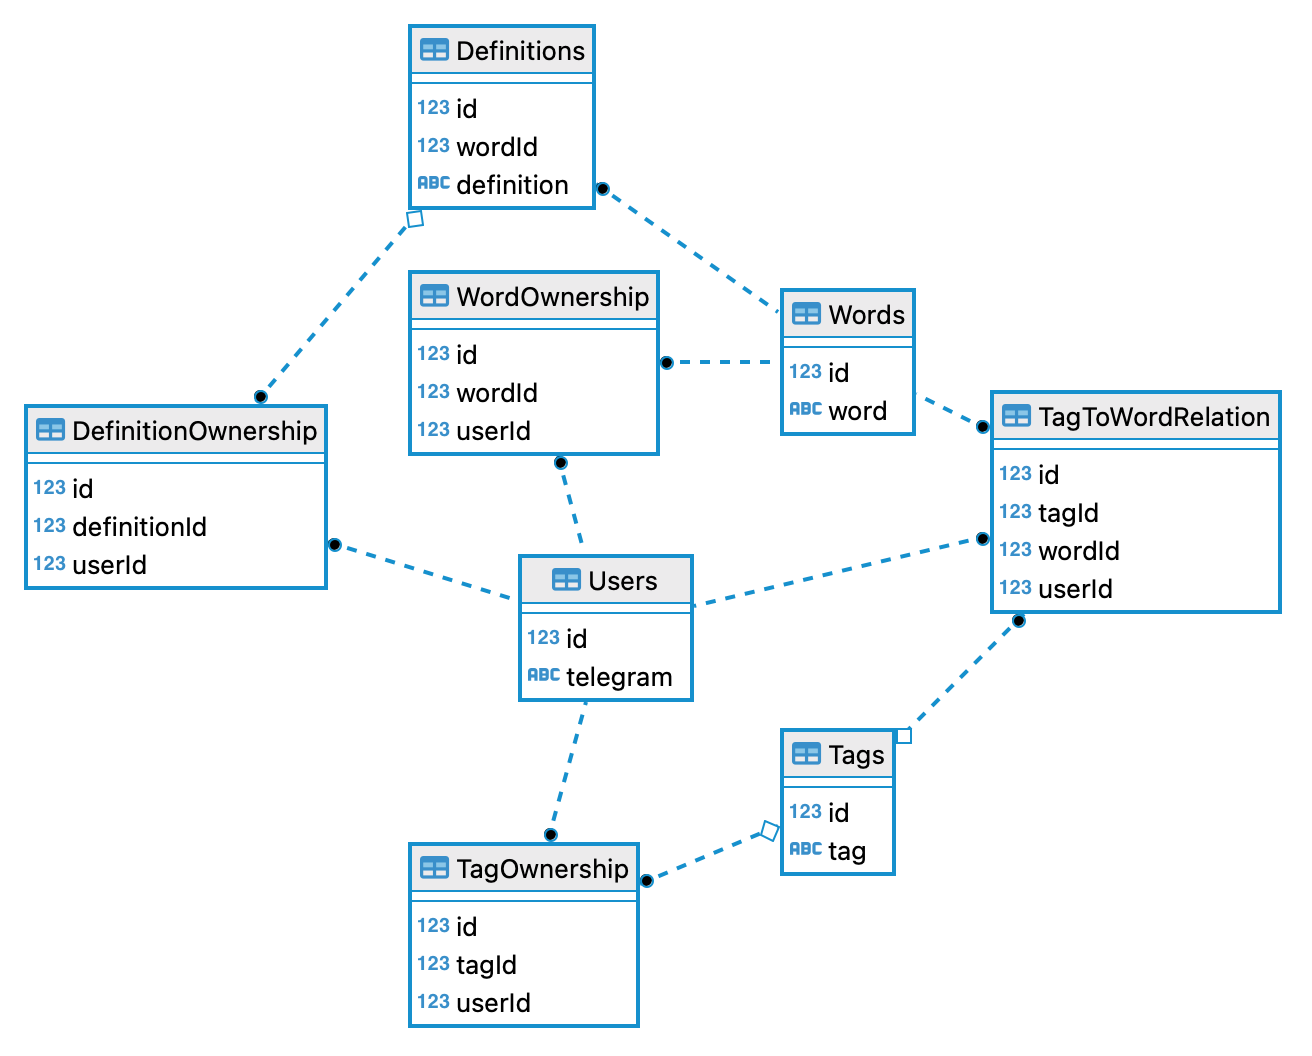 Definitions
123 id
123 wordId
ABC definition
WordOwnership
123 id
123 wordId
123 userId
Words
123 id
ABC word
TagToWordRelation
123 id
123 tagId
123 wordId
123 userId
DefinitionOwnership
123 id
123 definitionId
123 userId
Users
123 id
ABC telegram
Tags
123 id
ABC tag
TagOwnership
123 id
123 tagId
123 userId